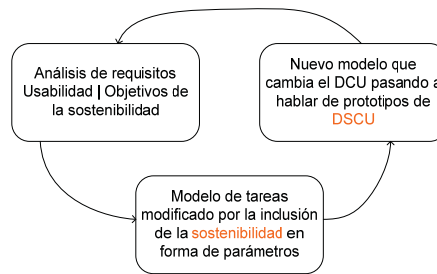 Análisis de requisitos
Usabilidad | Objetivos de
la sostenibilidad
Nuevo modelo que
cambia el DCU pasando a
hablar de prototipos de
DSCU
Modelo de tareas
modificado por la inclusión
de la sostenibilidad en
forma de parámetros